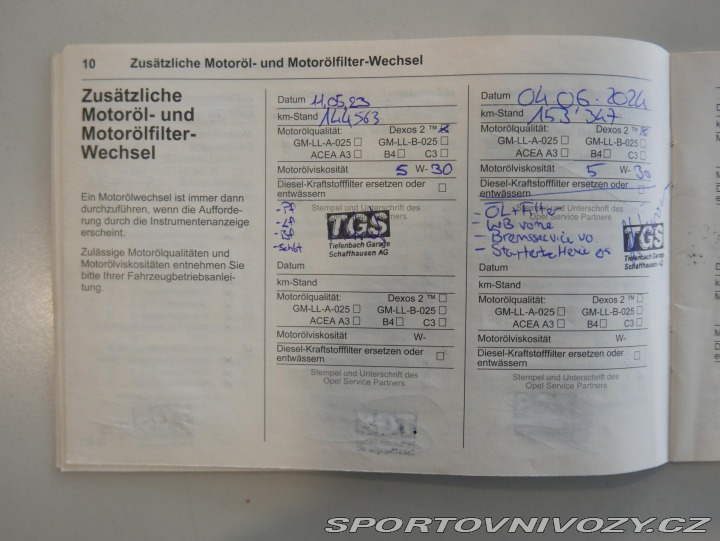 10 Zusätzliche Motoröl- und Motorölfilter-Wechsel
Zusätzliche
Motoröl- und
Motorölfilter-
Wechsel
Ein Motorölwechsel ist immer dann
durchzuführen, wenn die Aufforde-
rung durch die Instrumentenanzeige
erscheint.
Zulässige Motorölqualitäten und
Motorölviskositäten entnehmen Sie
bitte Ihrer Fahrzeugbetriebsanlei-
tung.
Datum 11.05.23
km-Stand 144563
Motorölqualität: Dexos 2 ™ ☒
GM-LL-A-025 ☐ GM-LL-B-025 ☐
ACEA A3 ☐ B4 ☐ C3 ☐
Motorölviskosität 5 W- 30
Diesel-Kraftstofffilter ersetzen oder
entwässern ☐
Stempel und Unterschrift des
TGS
Tiefenbach Garage
Schaffhausen AG
Datum
km-Stand
Motorölqualität: Dexos 2 ™ ☐
GM-LL-A-025 ☐ GM-LL-B-025 ☐
ACEA A3 ☐ B4 ☐ C3 ☐
Motorölviskosität W-
Diesel-Kraftstofffilter ersetzen oder
entwässern ☐
Stempel und Unterschrift des
Opel Service Partners
Datum 04.06.2024
km-Stand 153'347
Motorölqualität: Dexos 2 ™ ☒
GM-LL-A-025 ☐ GM-LL-B-025 ☐
ACEA A3 ☐ B4 ☐ C3 ☐
Motorölviskosität 5 W- 30
Diesel-Kraftstofffilter ersetzen oder
entwässern
Stempel und Unterschrift des
- ÖL + Filter
- Bremsservice vo.
TGS
Tiefenbach Garage
Schaffhausen AG
Datum
km-Stand
Motorölqualität: Dexos 2 ™ ☐
GM-LL-A-025 ☐ GM-LL-B-025 ☐
ACEA A3 ☐ B4 ☐ C3 ☐
Motorölviskosität W-
Diesel-Kraftstofffilter ersetzen oder
entwässern ☐
Stempel und Unterschrift des
Opel Service Partners
SPORTOVNIVOZY.CZ